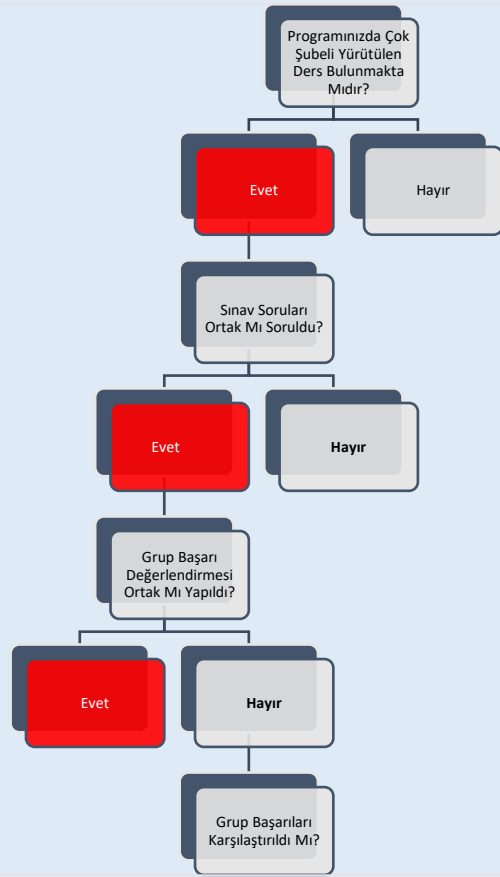 Programınızda Çok
Şubeli Yürütülen
Ders Bulunmakta
Mıdır?
Evet
Hayır
Sınav Soruları
Ortak Mı Soruldu?
Evet
Hayır
Grup Başarı
Değerlendirmesi
Ortak Mı Yapıldı?
Evet
Hayır
Grup Başarıları
Karşılaştırıldı Mı?